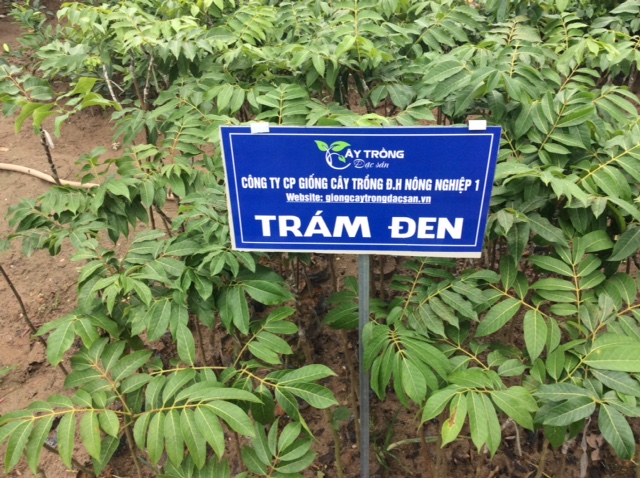 CÂY TRỒNG
Đặc sản
CÔNG TY CP GIỐNG CÂY TRỒNG Đ.H NÔNG NGHIỆP 1
Website: giongcaytrongdacsan.vn
TRÁM ĐEN